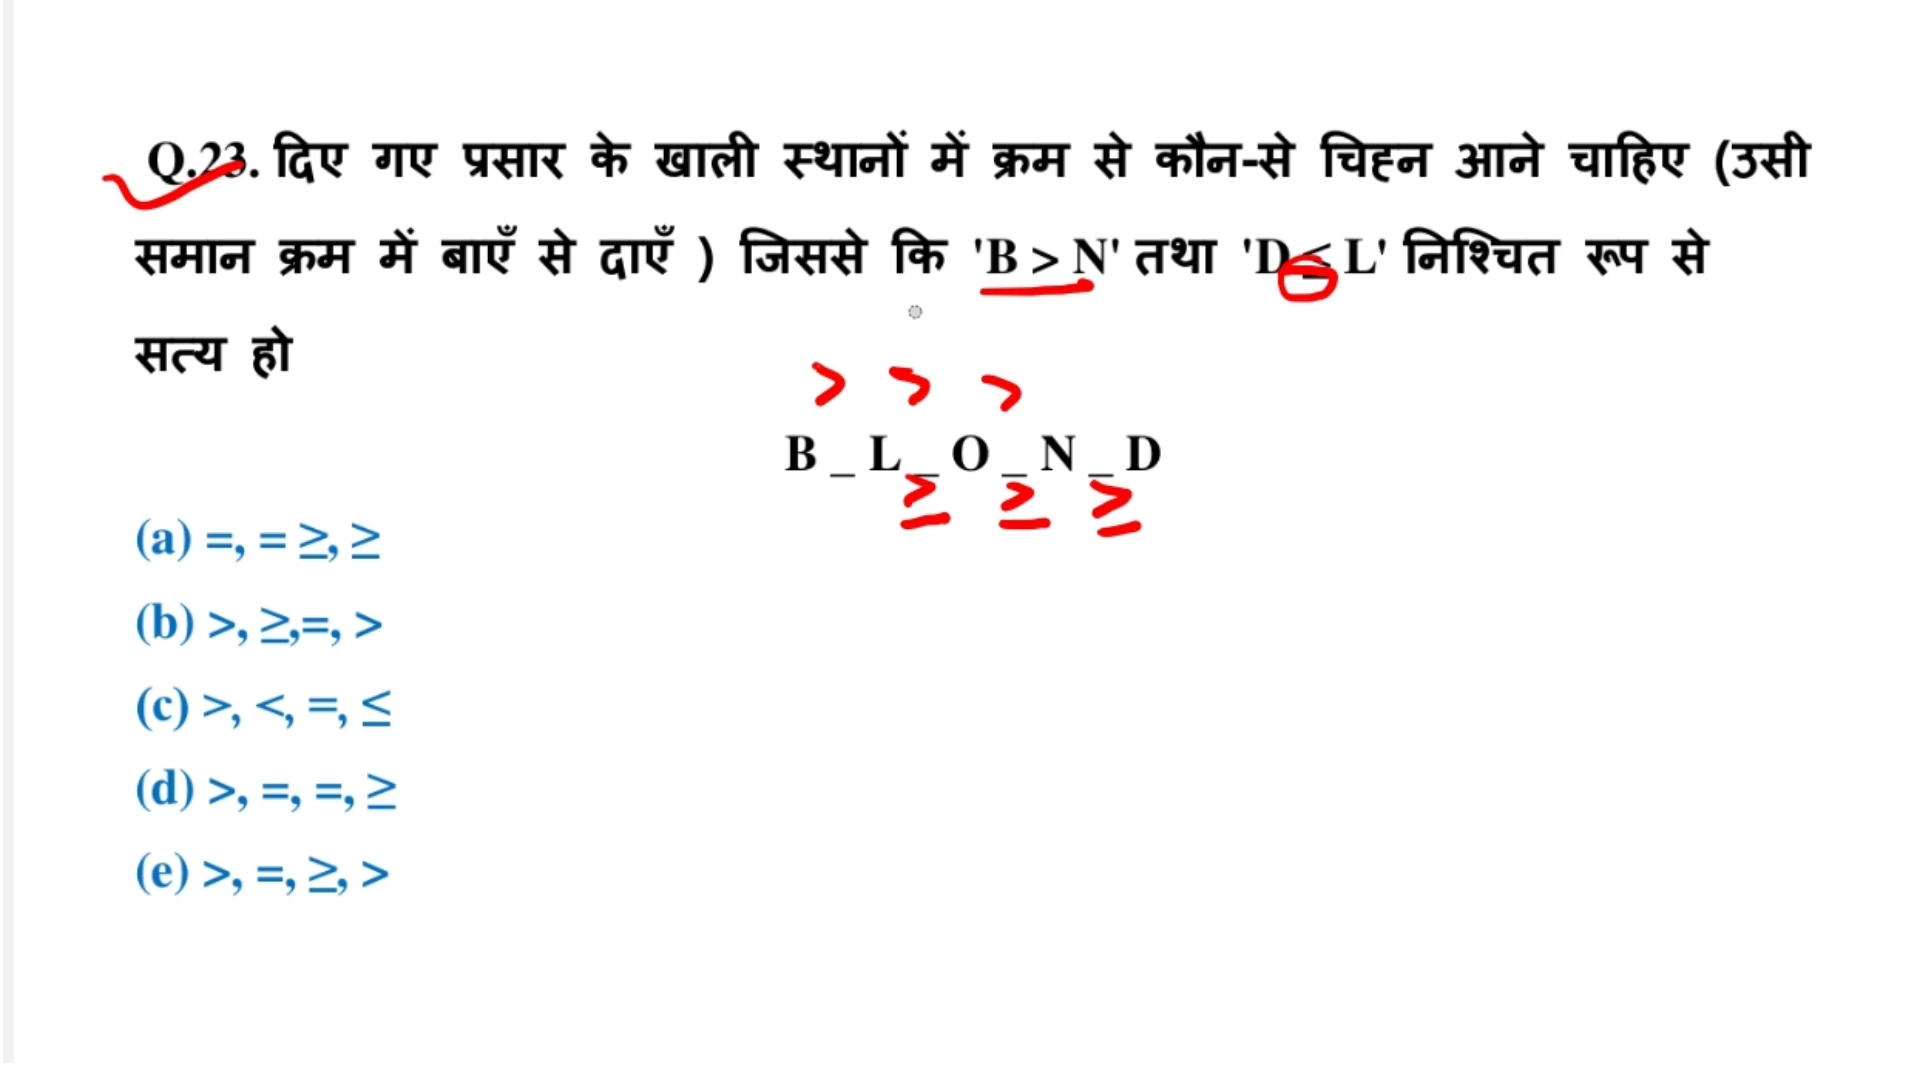 Q.23. दिए गए प्रसार के खाली स्थानों में क्रम से कौन-से चिह्न आने चाहिए (उसी
समान क्रम में बाएँ से दाएँ ) जिससे कि 'B > N' तथा 'D ≤ L' निश्चित रूप से
सत्य हो
> > >
B _ L _ O _ N _ D
≥ ≥ ≥
(a) =, = ≥, ≥
(b) >, ≥,=, >
(c) >, <, =, ≤
(d) >, =, =, ≥
(e) >, =, ≥, >